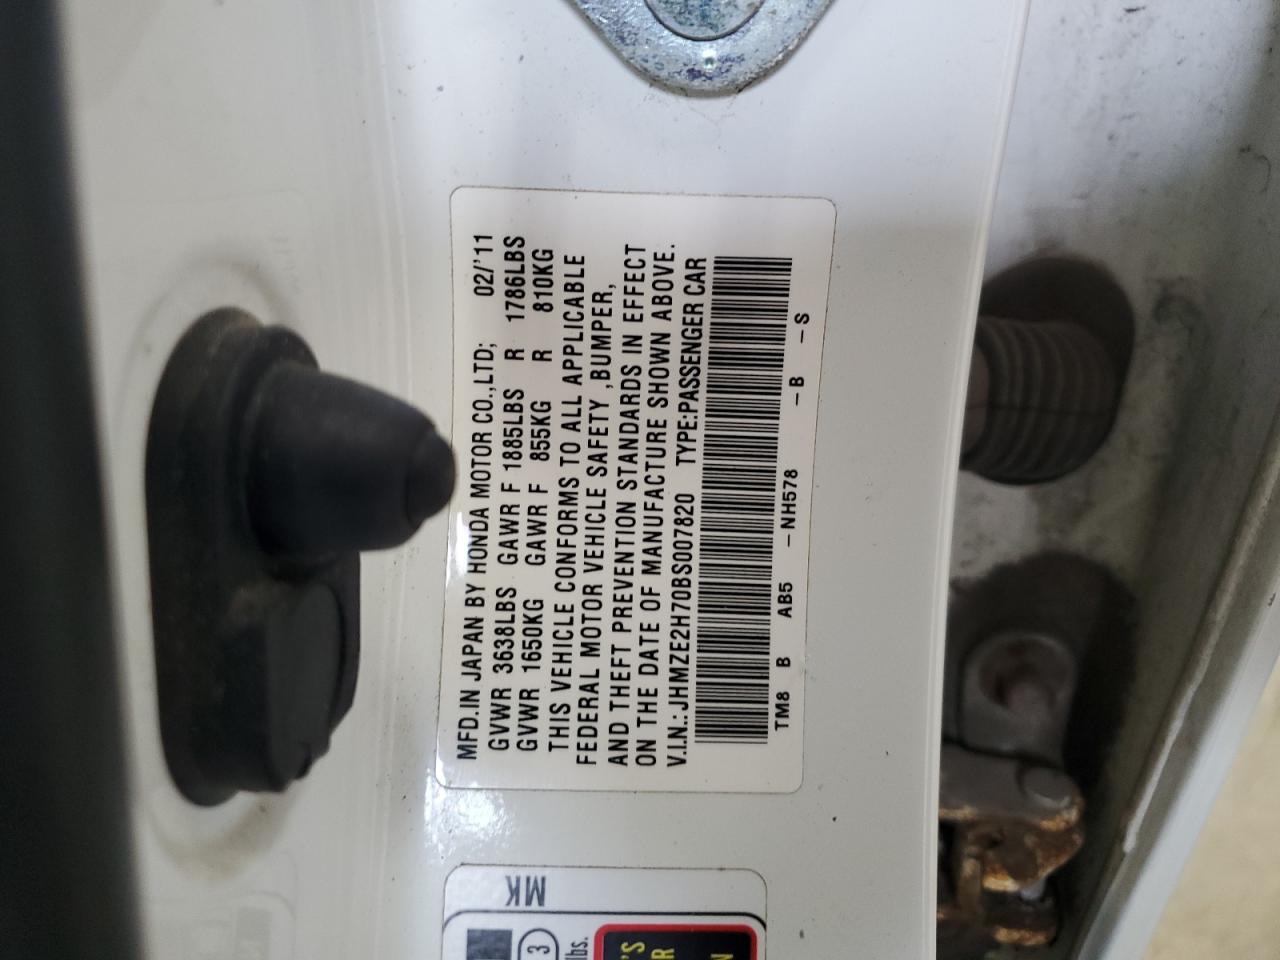 MFD.IN JAPAN BY HONDA MOTOR CO.,LTD; 02/'11
GVWR 3638LBS GAWR F 1885LBS R 1786LBS
GVWR 1650KG GAWR F 855KG R 810KG
THIS VEHICLE CONFORMS TO ALL APPLICABLE
FEDERAL MOTOR VEHICLE SAFETY ,BUMPER,
AND THEFT PREVENTION STANDARDS IN EFFECT
ON THE DATE OF MANUFACTURE SHOWN ABOVE.
V.I.N.:JHMZE2H70BS007820 TYPE:PASSENGER CAR
TM8 B AB5 -NH578 -B -S
MK
3
lbs.
'S
R
N